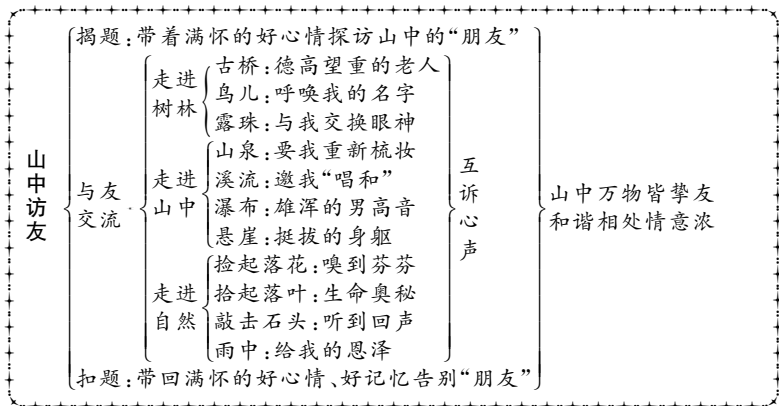 揭题:带着满怀的好心情探访山中的“朋友”
走进
树林
古桥:德高望重的老人
鸟儿:呼唤我的名字
露珠:与我交换眼神
山中访友
与友
交流
走进
山中
山泉:要我重新梳妆
溪流:邀我“唱和”
瀑布:雄浑的男高音
悬崖:挺拔的身躯
走进
自然
捡起落花:嗅到芬芳
拾起落叶:生命奥秘
敲击石头:听到回声
雨中:给我的恩泽
互诉心声
山中万物皆挚友
和谐相处情意浓
扣题:带回满怀的好心情、好记忆告别“朋友”